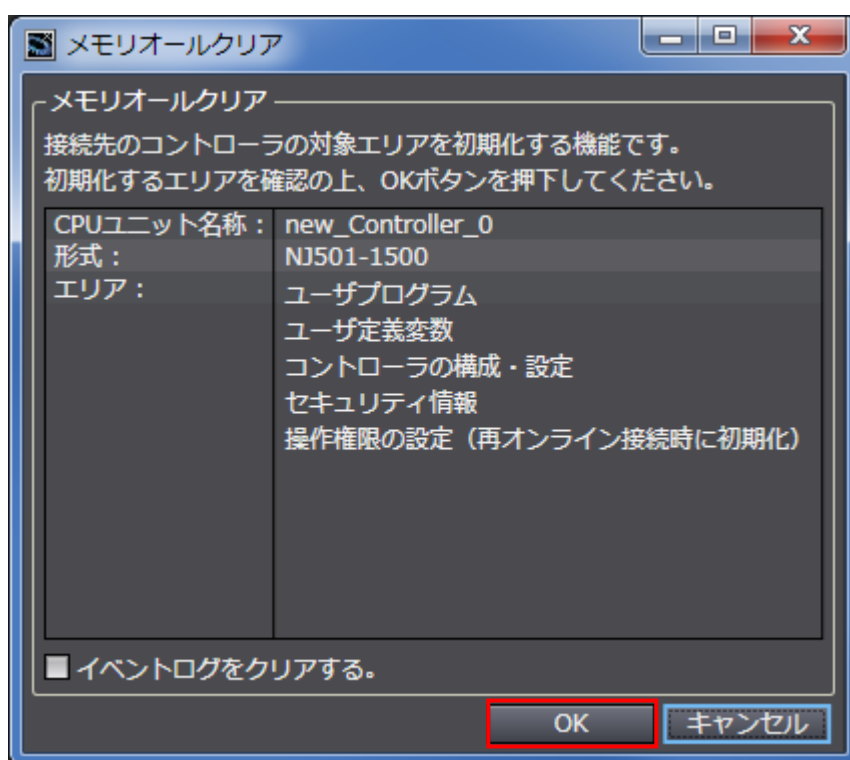 メモリオールクリア
メモリオールクリア
接続先のコントローラの対象エリアを初期化する機能です。
初期化するエリアを確認の上、OKボタンを押下してください。
CPUユニット名称： new_Controller_0
形式： NJ501-1500
エリア： ユーザプログラム
ユーザ定義変数
コントローラの構成・設定
セキュリティ情報
操作権限の設定（再オンライン接続時に初期化）
イベントログをクリアする。
OK キャンセル